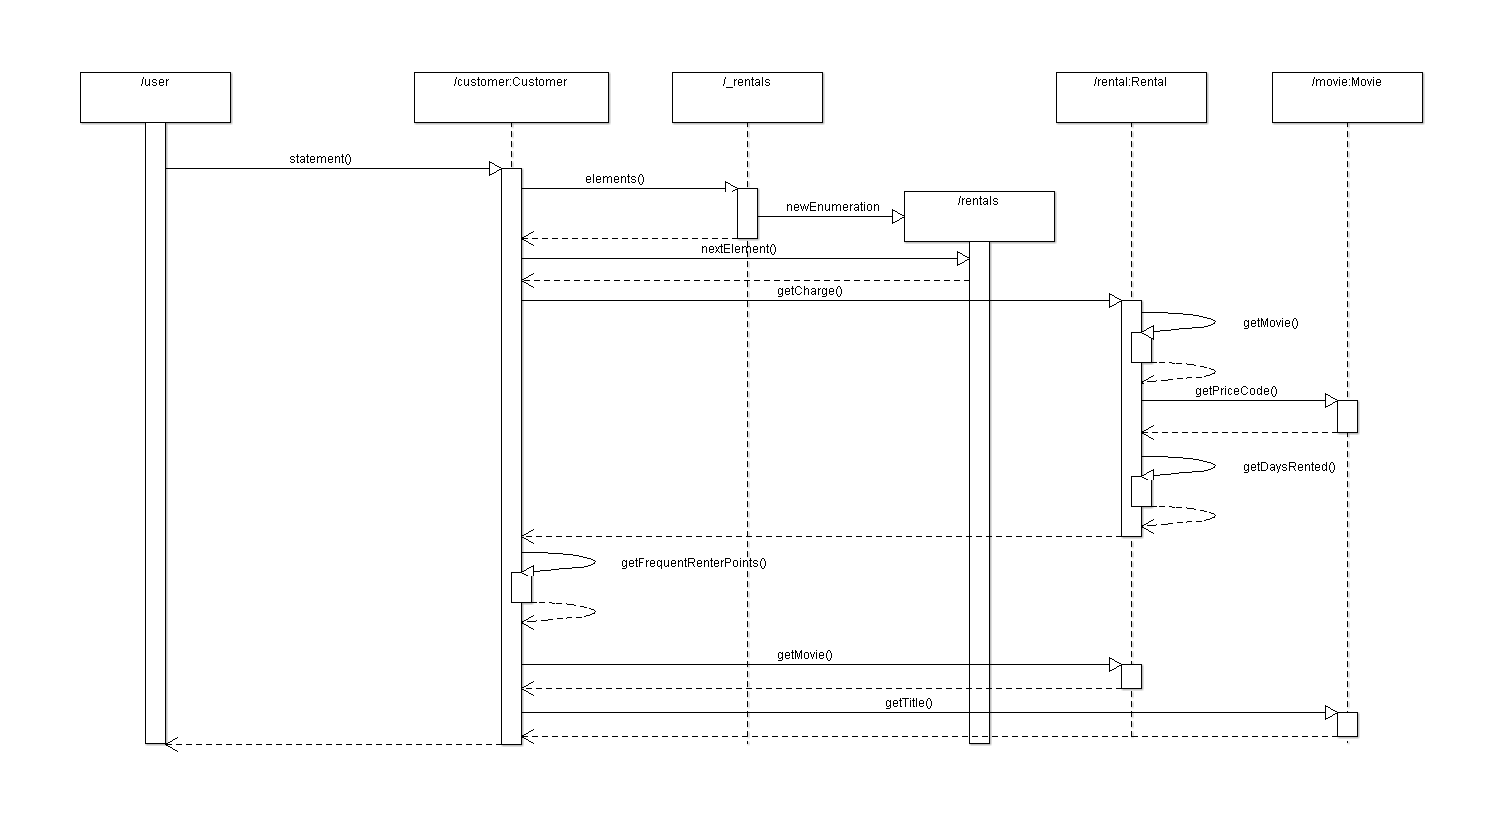 /user
/customer:Customer
/_rentals
/rental:Rental
/movie:Movie
statement()
elements()
/rentals
newEnumeration
nextElement()
getCharge()
getMovie()
getPriceCode()
getDaysRented()
getFrequentRenterPoints()
getMovie()
getTitle()